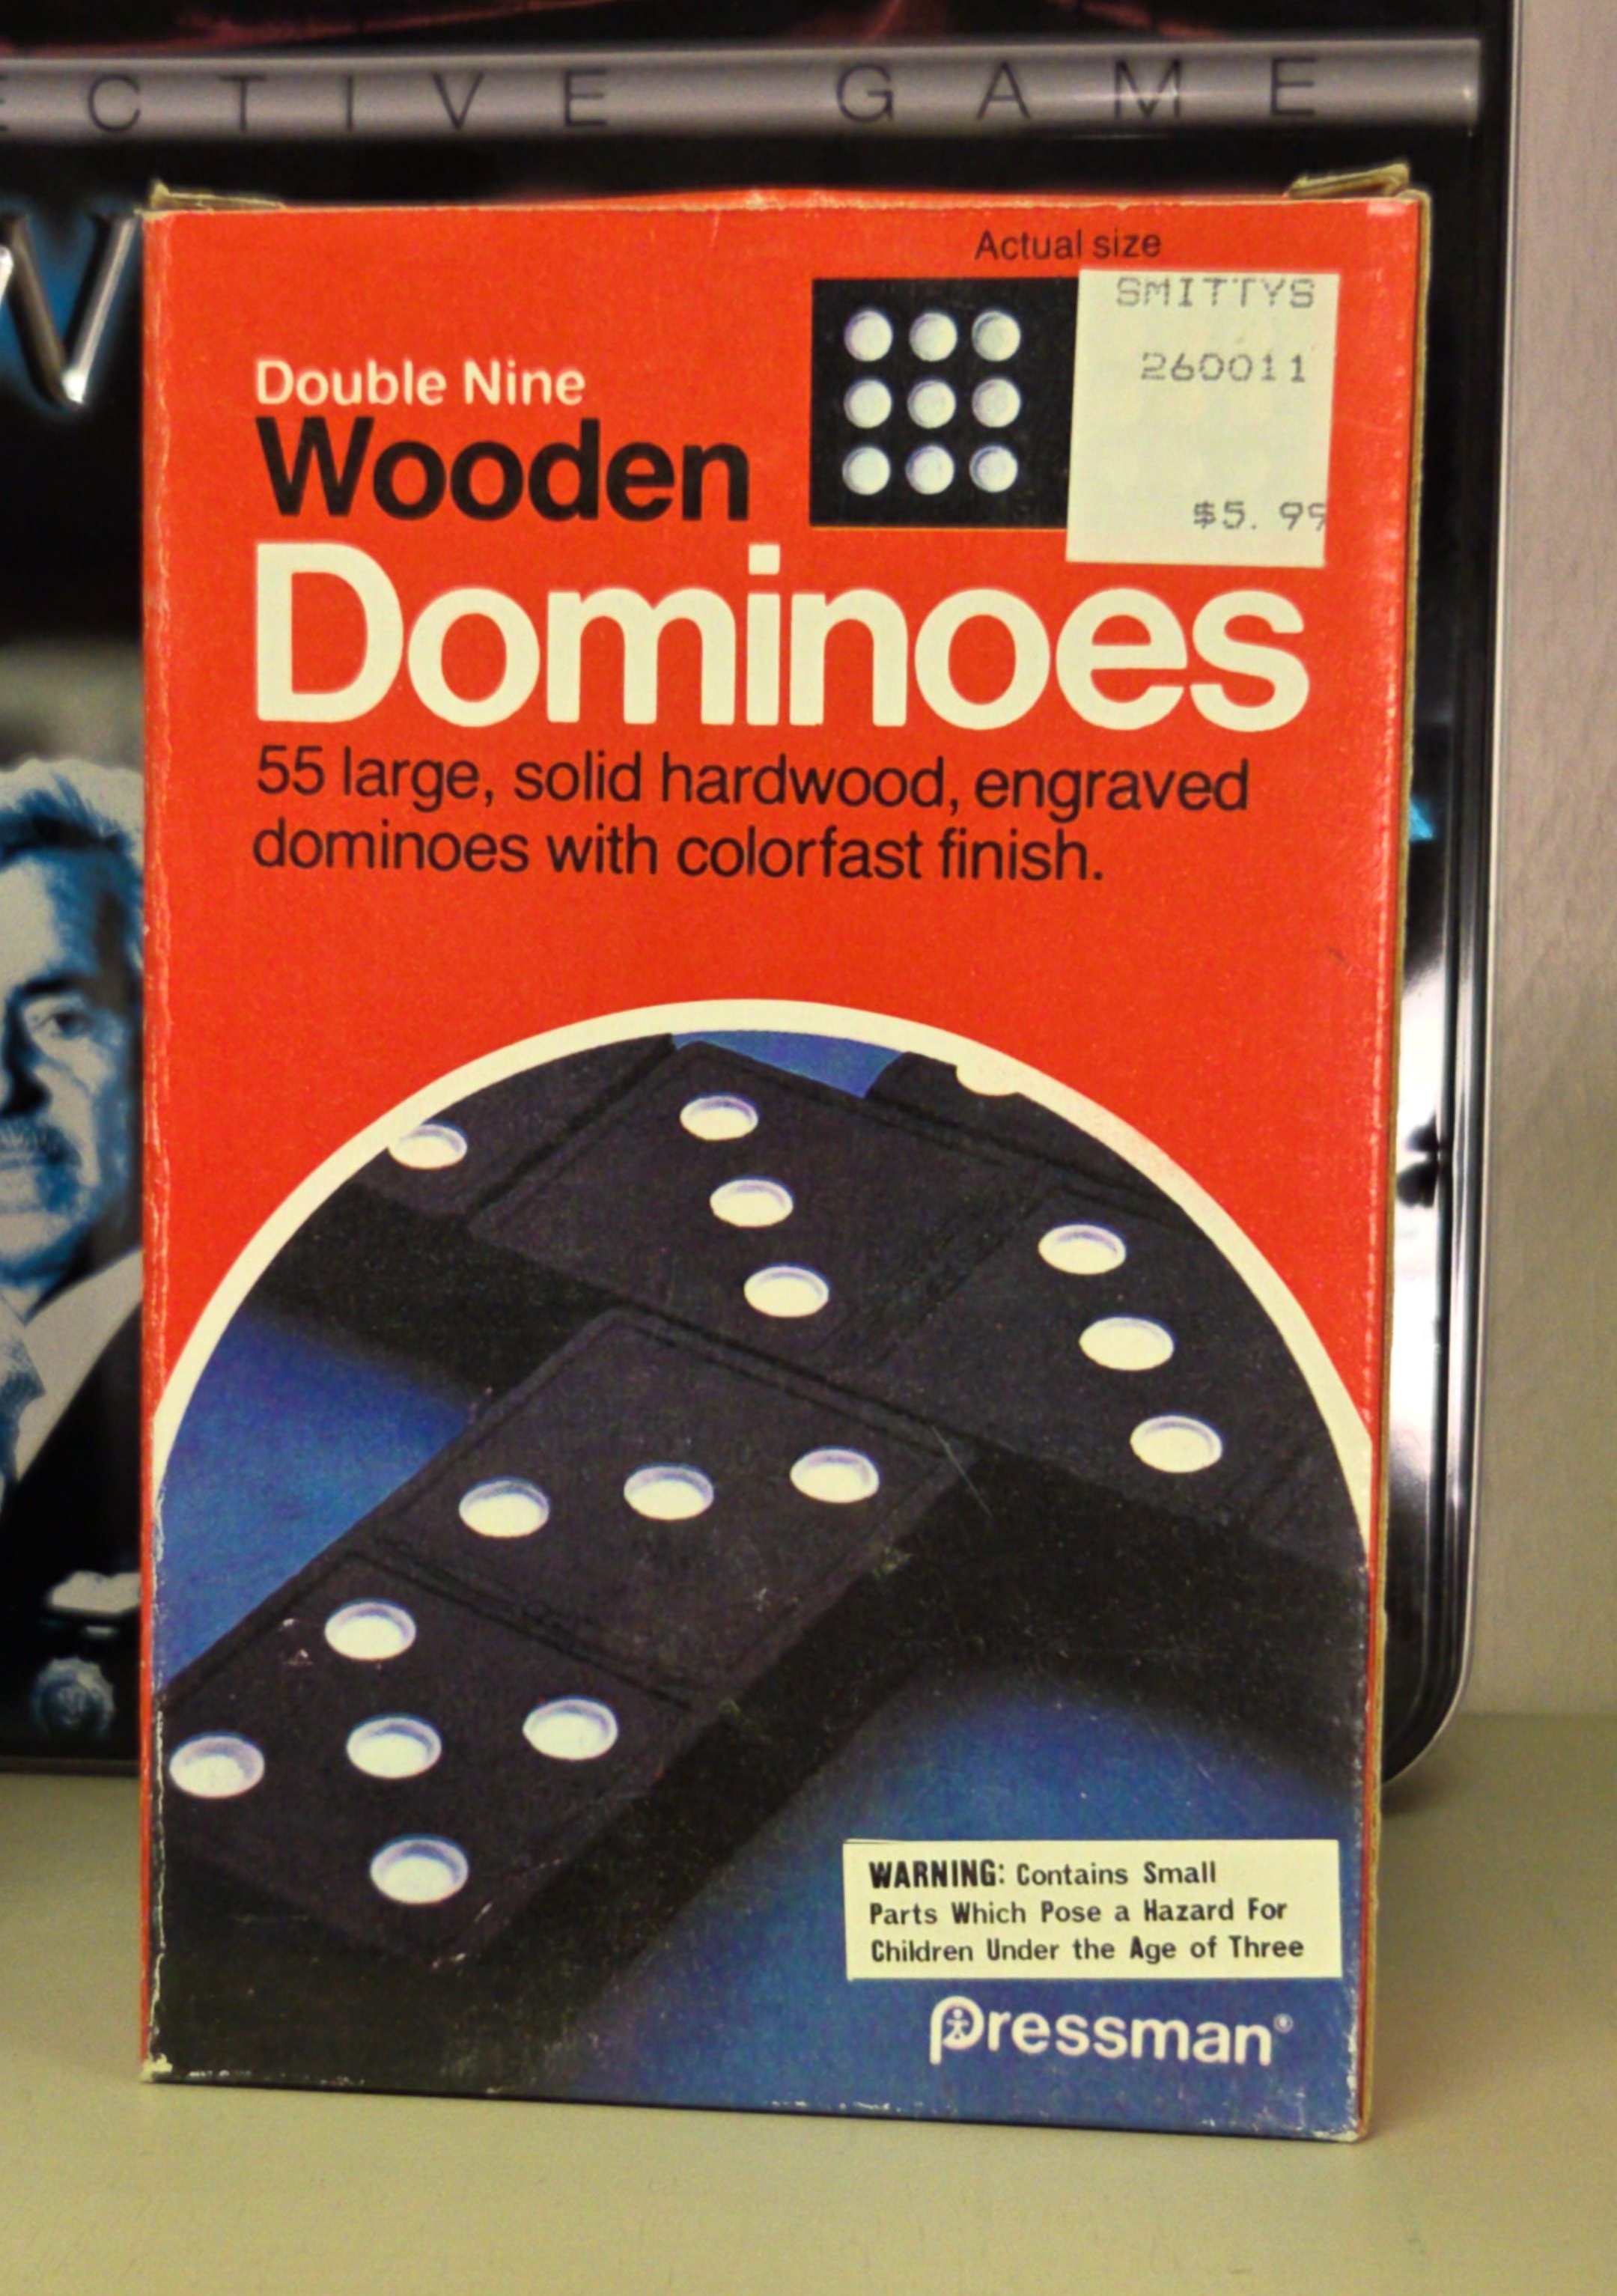 ECTIVE GAME
Actual size
SMITTYS
260011
$5.99
Double Nine
Wooden
Dominoes
55 large, solid hardwood, engraved
dominoes with colorfast finish.
WARNING: Contains Small
Parts Which Pose a Hazard For
Children Under the Age of Three
Pressman®